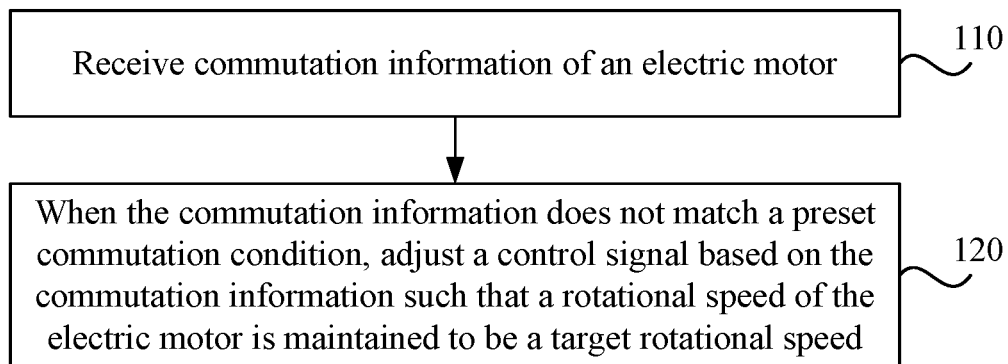 Receive commutation information of an electric motor
110
When the commutation information does not match a preset
commutation condition, adjust a control signal based on the
commutation information such that a rotational speed of the
electric motor is maintained to be a target rotational speed
120